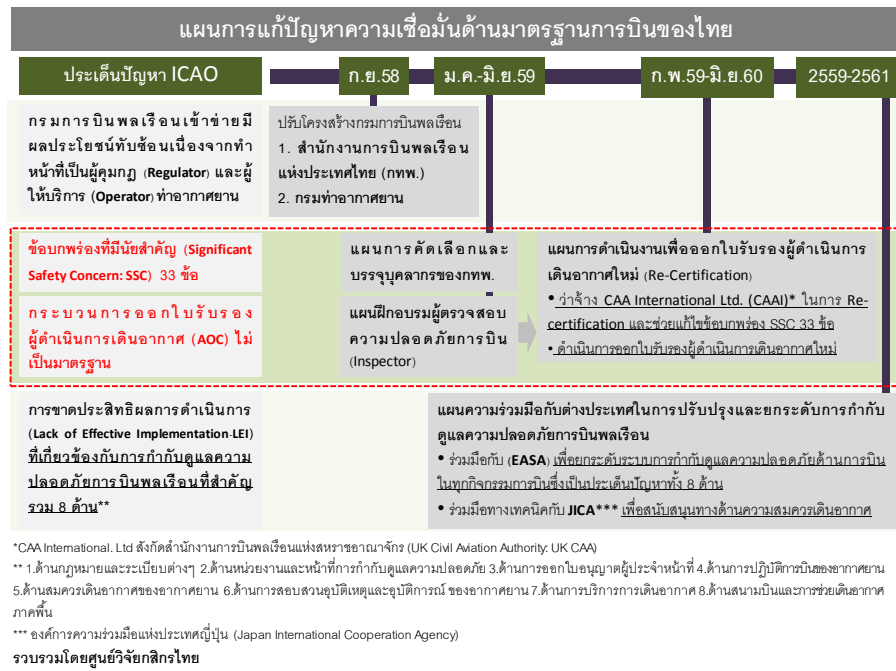 แผนการแก้ปัญหาความเชื่อมั่นด้านมาตรฐานการบินของไทย
ประเด็นปัญหา ICAO
ก.ย.58
ม.ค.-มิ.ย.59
ก.พ.59-มิ.ย.60
2559-2561
กรมการบินพลเรือนเข้าข่ายมี
ผลประโยชน์ทับซ้อนเนื่องจากทำ
หน้าที่เป็นผู้คุมกฎ (Regulator) และผู้
ให้บริการ (Operator) ท่าอากาศยาน
ปรับโครงสร้างกรมการบินพลเรือน
1. สำนักงานการบินพลเรือน
แห่งประเทศไทย (กทพ.)
2. กรมท่าอากาศยาน
ข้อบกพร่องที่มีนัยสำคัญ (Significant
Safety Concern: SSC) 33 ข้อ
กระบวนการออกใบรับรอง
ผู้ดำเนินการเดินอากาศ (AOC) ไม่
เป็นมาตรฐาน
แผนการคัดเลือกและ
บรรจุบุคลากรของกทพ.
แผนฝึกอบรมผู้ตรวจสอบ
ความปลอดภัยการบิน
(Inspector)
แผนการดำเนินงานเพื่อออกใบรับรองผู้ดำเนินการ
เดินอากาศใหม่ (Re-Certification)
• ว่าจ้าง CAA International Ltd. (CAAI)* ในการ Re-
certification และช่วยแก้ไขข้อบกพร่อง SSC 33 ข้อ
• ดำเนินการออกใบรับรองผู้ดำเนินการเดินอากาศใหม่
การขาดประสิทธิผลการดำเนินการ
(Lack of Effective Implementation-LEI)
ที่เกี่ยวข้องกับการกำกับดูแลความ
ปลอดภัยการบินพลเรือนที่สำคัญ
รวม 8 ด้าน**
แผนความร่วมมือกับต่างประเทศในการปรับปรุงและยกระดับการกำกับ
ดูแลความปลอดภัยการบินพลเรือน
• ร่วมมือกับ (EASA) เพื่อยกระดับระบบการกำกับดูแลความปลอดภัยด้านการบิน
ในทุกกิจกรรมการบินซึ่งเป็นประเด็นปัญหาทั้ง 8 ด้าน
• ร่วมมือทางเทคนิคกับ JICA*** เพื่อสนับสนุนทางด้านความสมควรเดินอากาศ
*CAA International. Ltd สังกัดสำนักงานการบินพลเรือนแห่งสหราชอาณาจักร (UK Civil Aviation Authority: UK CAA)
** 1.ด้านกฎหมายและระเบียบต่างๆ 2.ด้านหน่วยงานและหน้าที่การกำกับดูแลความปลอดภัย 3.ด้านการออกใบอนุญาตผู้ประจำหน้าที่ 4.ด้านการปฏิบัติการบินของอากาศยาน
5.ด้านสมควรเดินอากาศของอากาศยาน 6.ด้านการสอบสวนอุบัติเหตุและอุบัติการณ์ ของอากาศยาน 7.ด้านการบริการการเดินอากาศ 8.ด้านสนามบินและการช่วยเดินอากาศ
ภาคพื้น
*** องค์การความร่วมมือแห่งประเทศญี่ปุ่น (Japan International Cooperation Agency)
รวบรวมโดยศูนย์วิจัยกสิกรไทย